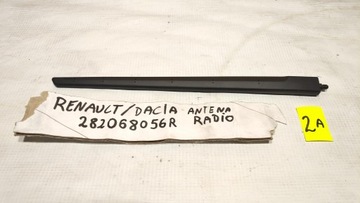 RENAULT/DACIA ANTENA
282068056R RADIO
2A